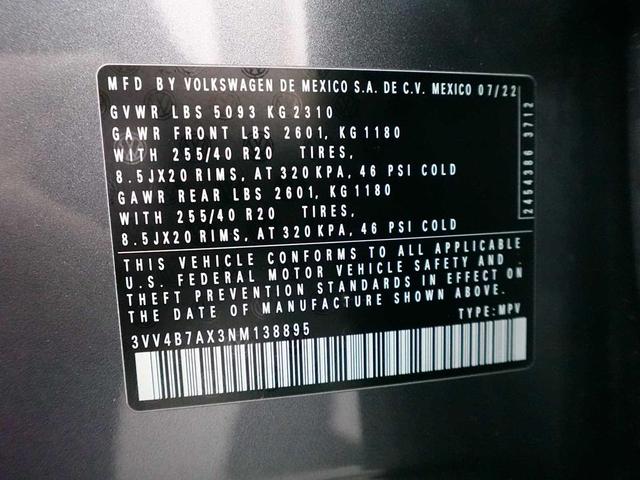 MFD BY VOLKSWAGEN DE MEXICO S.A. DE C.V. MEXICO 07/22
GVWR LBS 5093 KG 2310
GAWR FRONT LBS 2601, KG 1180
WITH 255/40 R20 TIRES,
8.5JX20 RIMS, AT 320 KPA, 46 PSI COLD
GAWR REAR LBS 2601, KG 1180
WITH 255/40 R20 TIRES,
8.5JX20 RIMS, AT 320 KPA, 46 PSI COLD
2454386 3712
THIS VEHICLE CONFORMS TO ALL APPLICABLE
U.S. FEDERAL MOTOR VEHICLE SAFETY AND
THEFT PREVENTION STANDARDS IN EFFECT ON
THE DATE OF MANUFACTURE SHOWN ABOVE.
TYPE: MPV
3VV4B7AX3NM138895